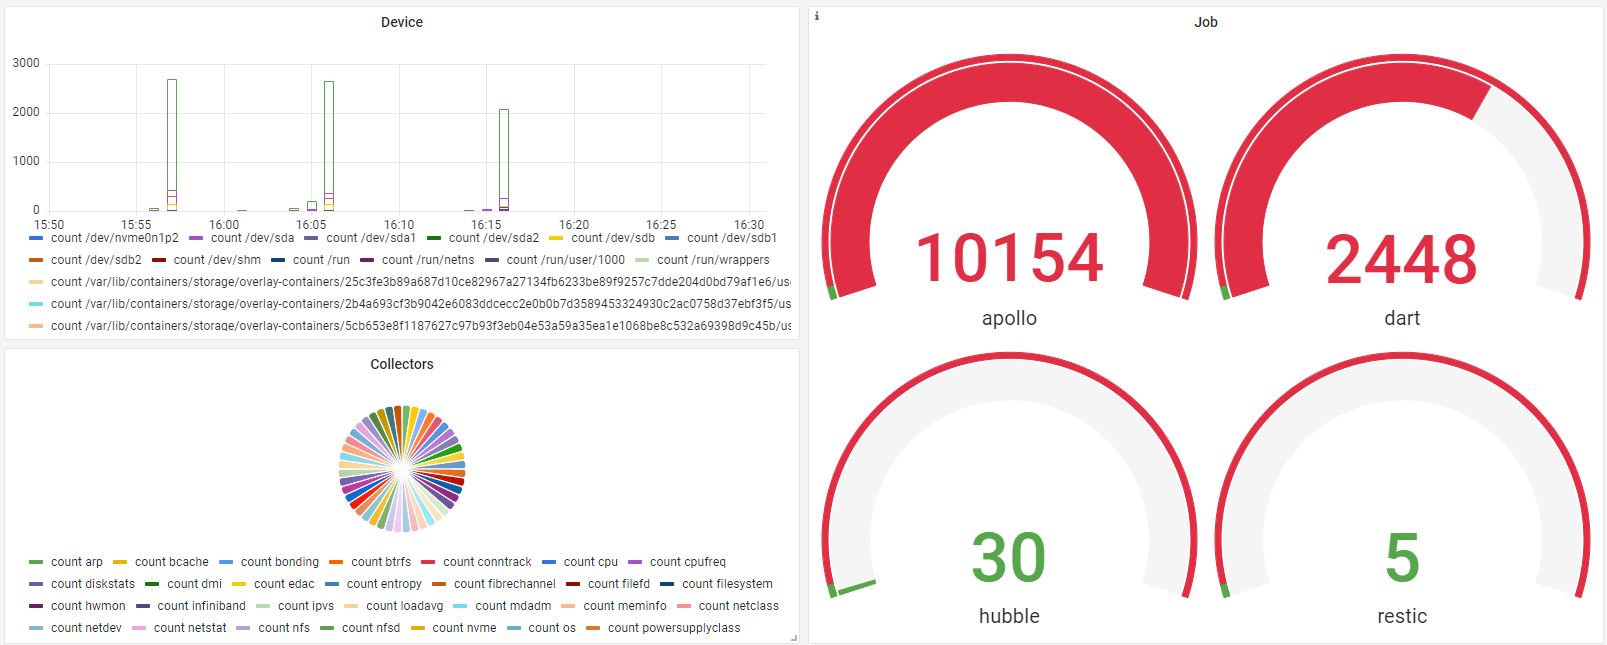 Device
3000
2000
1000
0
15:50 15:55 16:00 16:05 16:10 16:15 16:20 16:25 16:30
count /dev/nvme0n1p2 count /dev/sda count /dev/sda1 count /dev/sda2 count /dev/sdb count /dev/sdb1
count /dev/sdb2 count /dev/shm count /run count /run/netns count /run/user/1000 count /run/wrappers
count /var/lib/containers/storage/overlay-containers/25c3fe3b89a687d10ce82967a27134fb6233be89f9257c7dde204d0bd79af1e6/us
count /var/lib/containers/storage/overlay-containers/2b4a693cf3b9042e6083ddcecc2e0b0b7d3589453324930c2ac0758d37ebf3f5/us
count /var/lib/containers/storage/overlay-containers/5cb653e8f1187627c97b93f3eb04e53a59a35ea1e1068be8c532a69398d9c45b/us
Collectors
count arp count bcache count bonding count btrfs count conntrack count cpu count cpufreq
count diskstats count dmi count edac count entropy count fibrechannel count filefd count filesystem
count hwmon count infiniband count ipvs count loadavg count mdadm count meminfo count netclass
count netdev count netstat count nfs count nfsd count nvme count os count powersupplyclass
i
Job
10154
apollo
2448
dart
30
hubble
5
restic